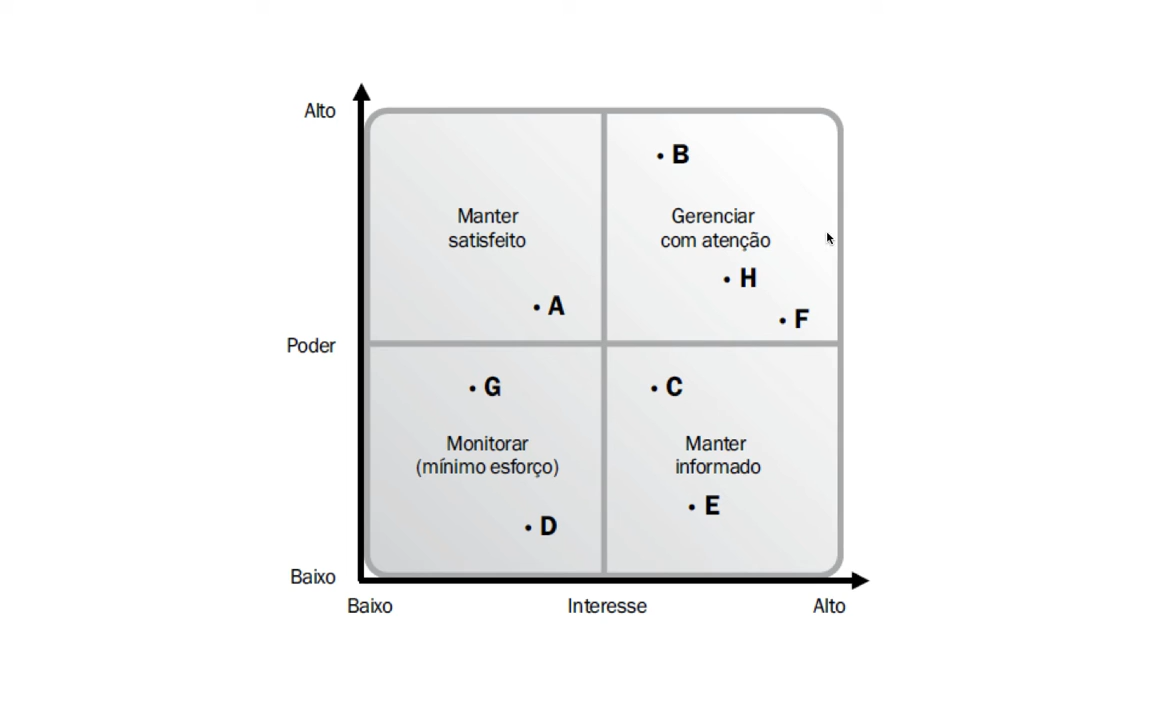 Alto
B
Manter
satisfeito
Gerenciar
com atenção
H
A
F
Poder
G
C
Monitorar
(mínimo esforço)
Manter
informado
E
D
Baixo
Baixo
Interesse
Alto